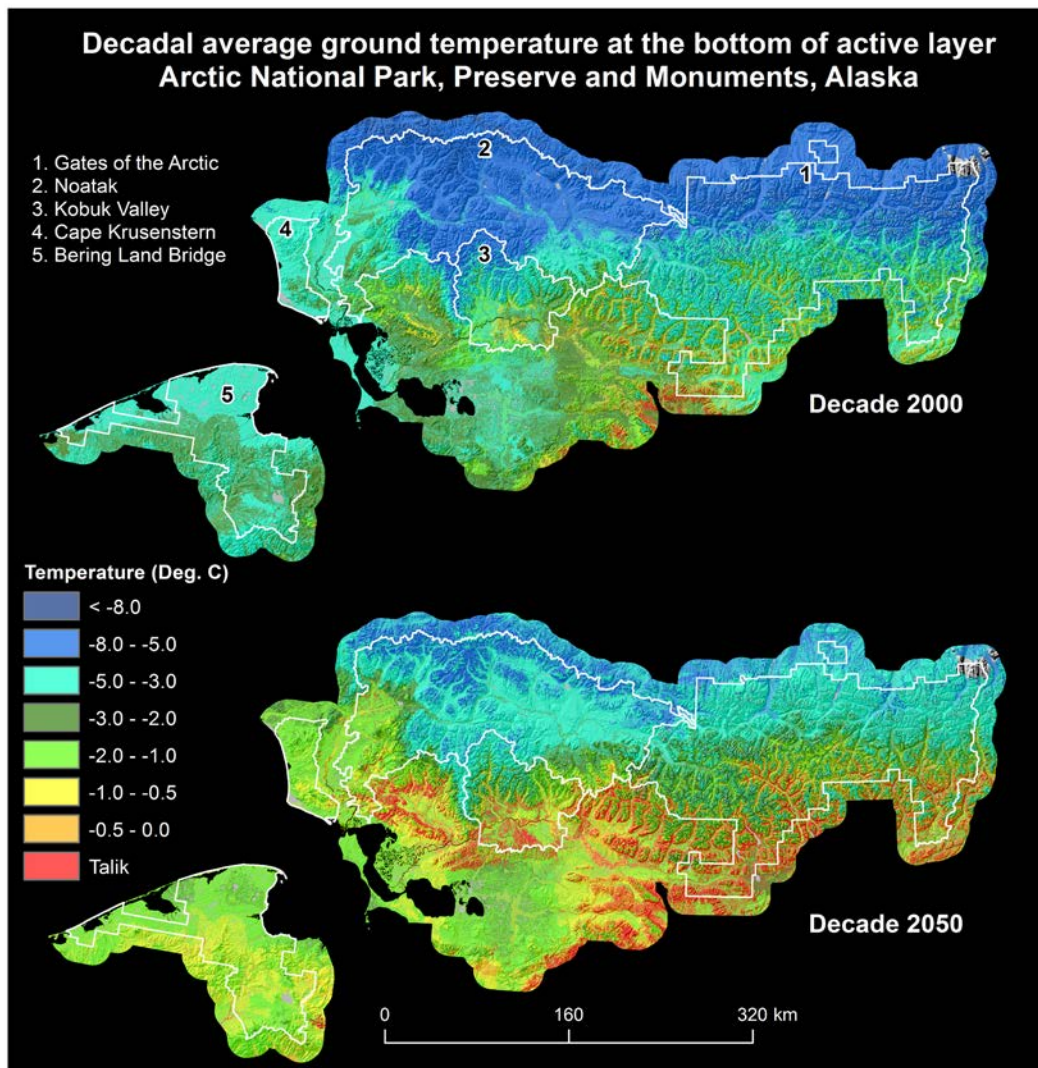 Decadal average ground temperature at the bottom of active layer
Arctic National Park, Preserve and Monuments, Alaska
1. Gates of the Arctic
2. Noatak
3. Kobuk Valley
4. Cape Krusenstern
5. Bering Land Bridge
2
1
4
3
5
Decade 2000
Temperature (Deg. C)
< -8.0
-8.0 - -5.0
-5.0 - -3.0
-3.0 - -2.0
-2.0 - -1.0
-1.0 - -0.5
-0.5 - 0.0
Talik
Decade 2050
0 160 320 km